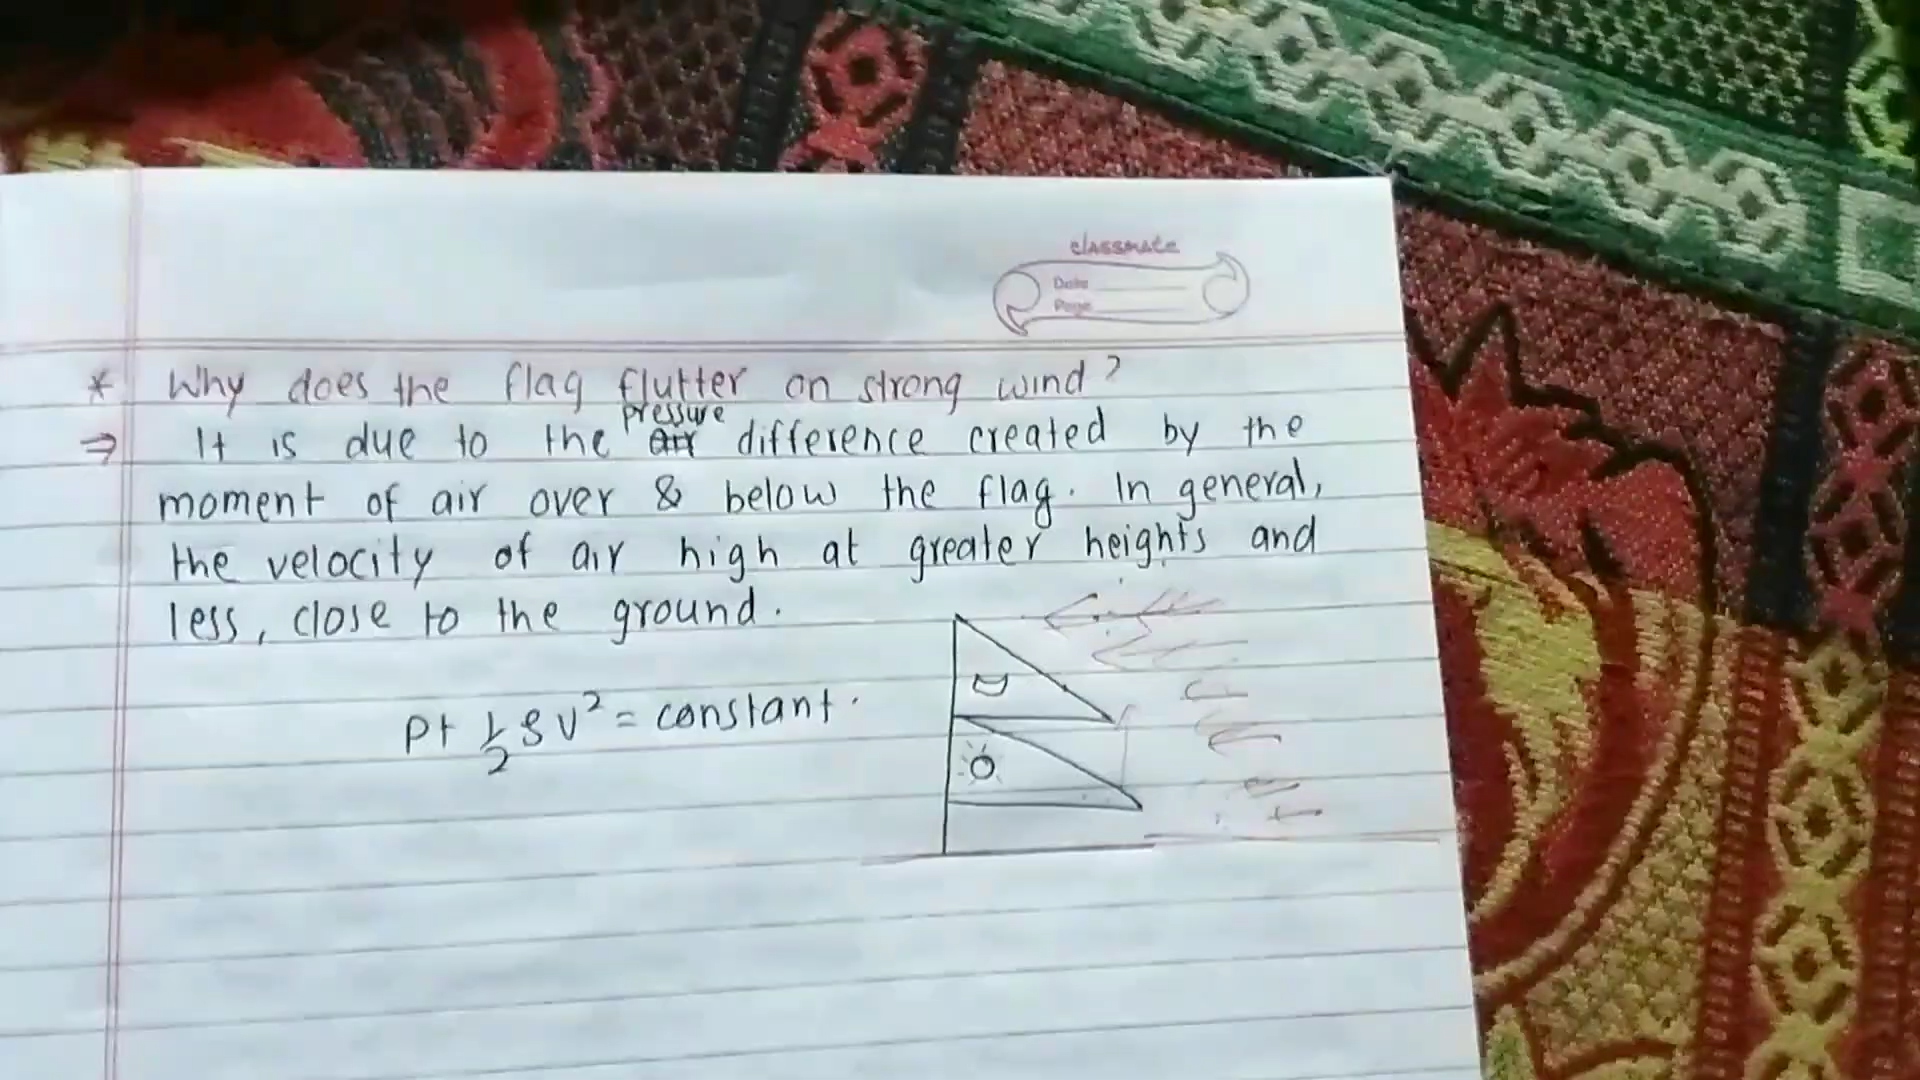 classmate
Date
Page
* Why does the flag flutter on strong wind?
pressure
⇒ It is due to the air difference created by the
moment of air over & below the flag. In general,
the velocity of air high at greater heights and
less, close to the ground.
P+ 1/2 ρv² = constant.